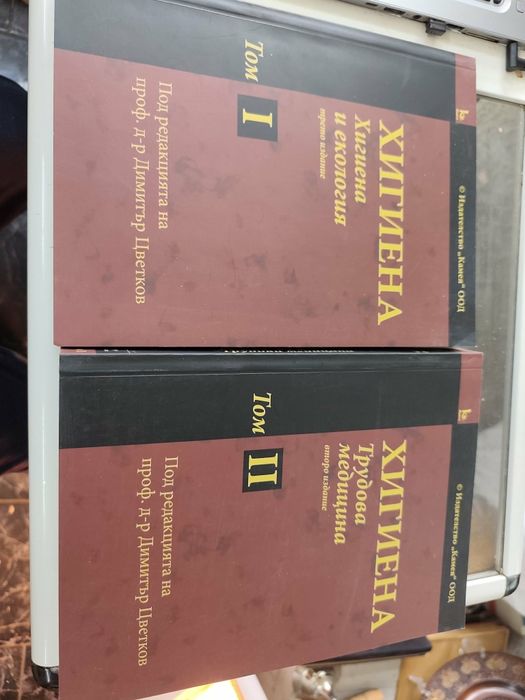 © Издателство „Камея“ ООД
ХИГИЕНА
Хигиена
и екология
трето издание
Том I
Под редакцията на
проф. д-р Димитър Цветков
© Издателство „Камея“ ООД
ХИГИЕНА
Трудова
медицина
второ издание
Том II
Под редакцията на
проф. д-р Димитър Цветков